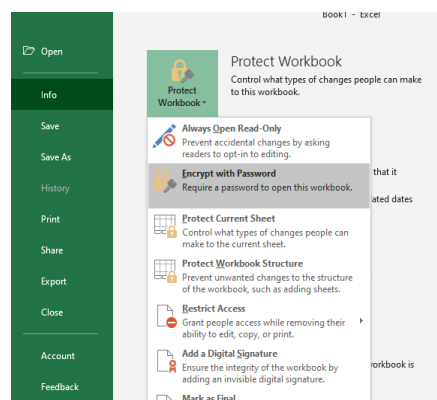 Book1 - Excel
Open
Info
Save
Save As
History
Print
Share
Export
Close
Account
Feedback
Protect Workbook
Control what types of changes people can make
to this workbook.
Protect
Workbook
Always Open Read-Only
Prevent accidental changes by asking
readers to opt-in to editing.
Encrypt with Password
Require a password to open this workbook.
that it
ated dates
Protect Current Sheet
Control what types of changes people can
make to the current sheet.
Protect Workbook Structure
Prevent unwanted changes to the structure
of the workbook, such as adding sheets.
Restrict Access
Grant people access while removing their
ability to edit, copy, or print.
Add a Digital Signature
Ensure the integrity of the workbook by
adding an invisible digital signature.
vorkbook is
Mark as Final